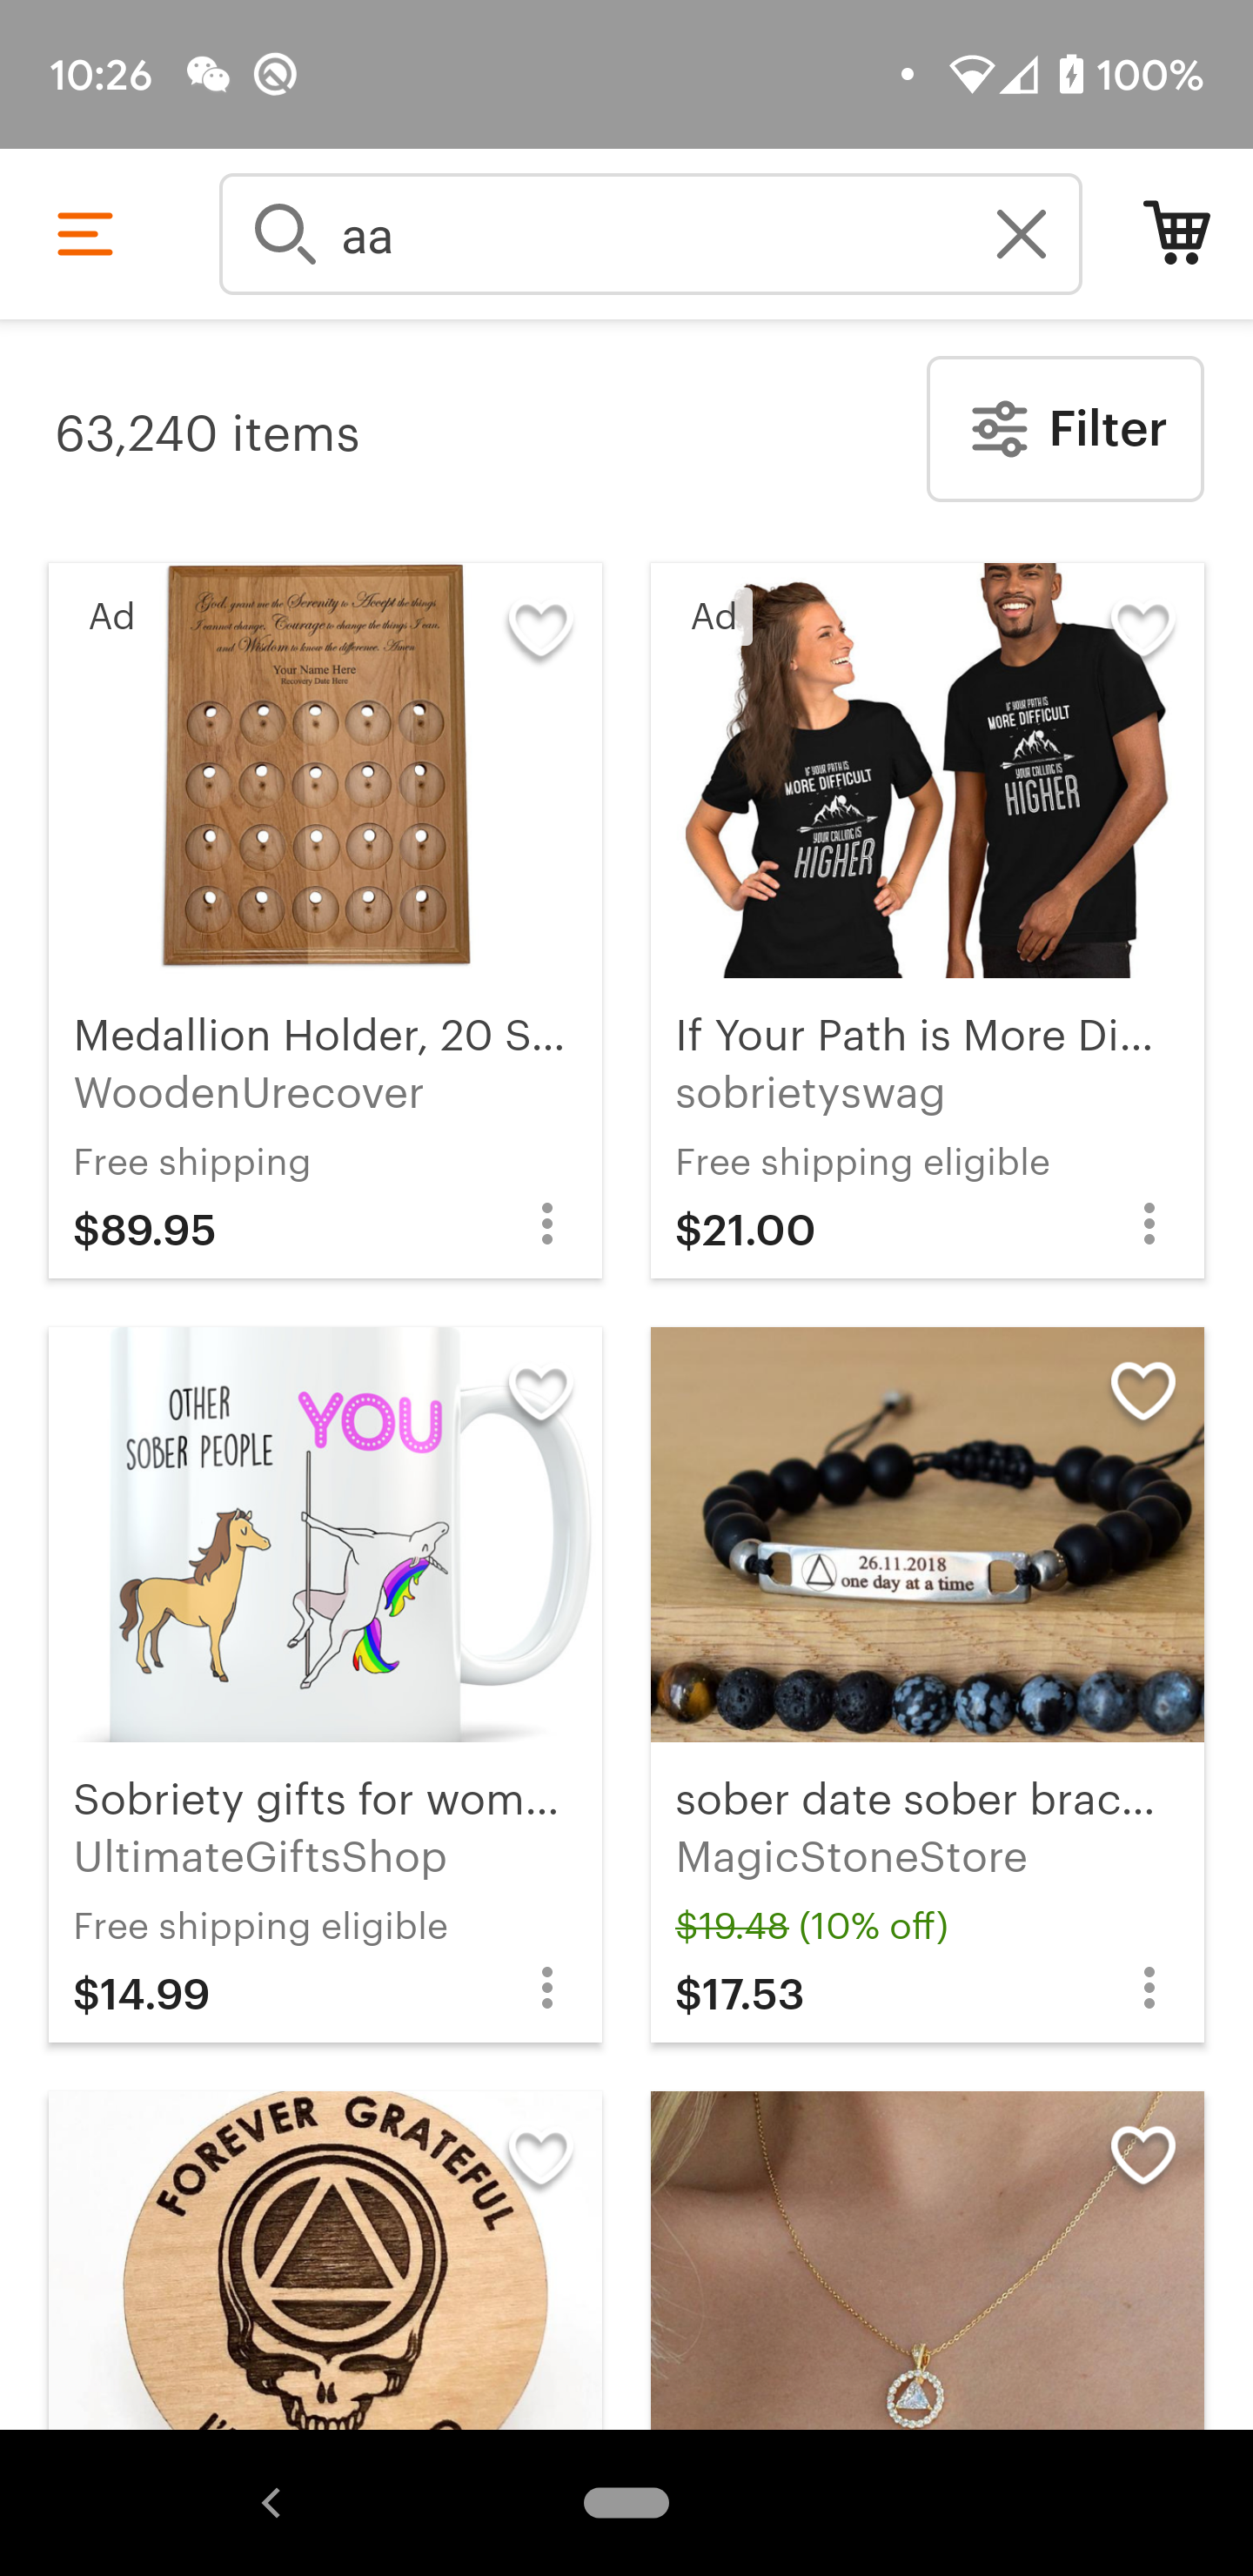 10:26
100%
aa
63,240 items
Filter
Ad
God, grant me the Serenity to Accept the things
I cannot change, Courage to change the things I can,
and Wisdom to know the difference. Amen
Your Name Here
Recovery Date Here
Medallion Holder, 20 S...
WoodenUrecover
Free shipping
$89.95
Ad
IF YOUR PATH IS
MORE DIFFICULT
YOUR CALLING IS
HIGHER
IF YOUR PATH IS
MORE DIFFICULT
YOUR CALLING IS
HIGHER
If Your Path is More Di...
sobrietyswag
Free shipping eligible
$21.00
OTHER
SOBER PEOPLE
YOU
Sobriety gifts for wom...
UltimateGiftsShop
Free shipping eligible
$14.99
26.11.2018
one day at a time
sober date sober brac...
MagicStoneStore
$19.48 (10% off)
$17.53
FOREVER GRATEFUL